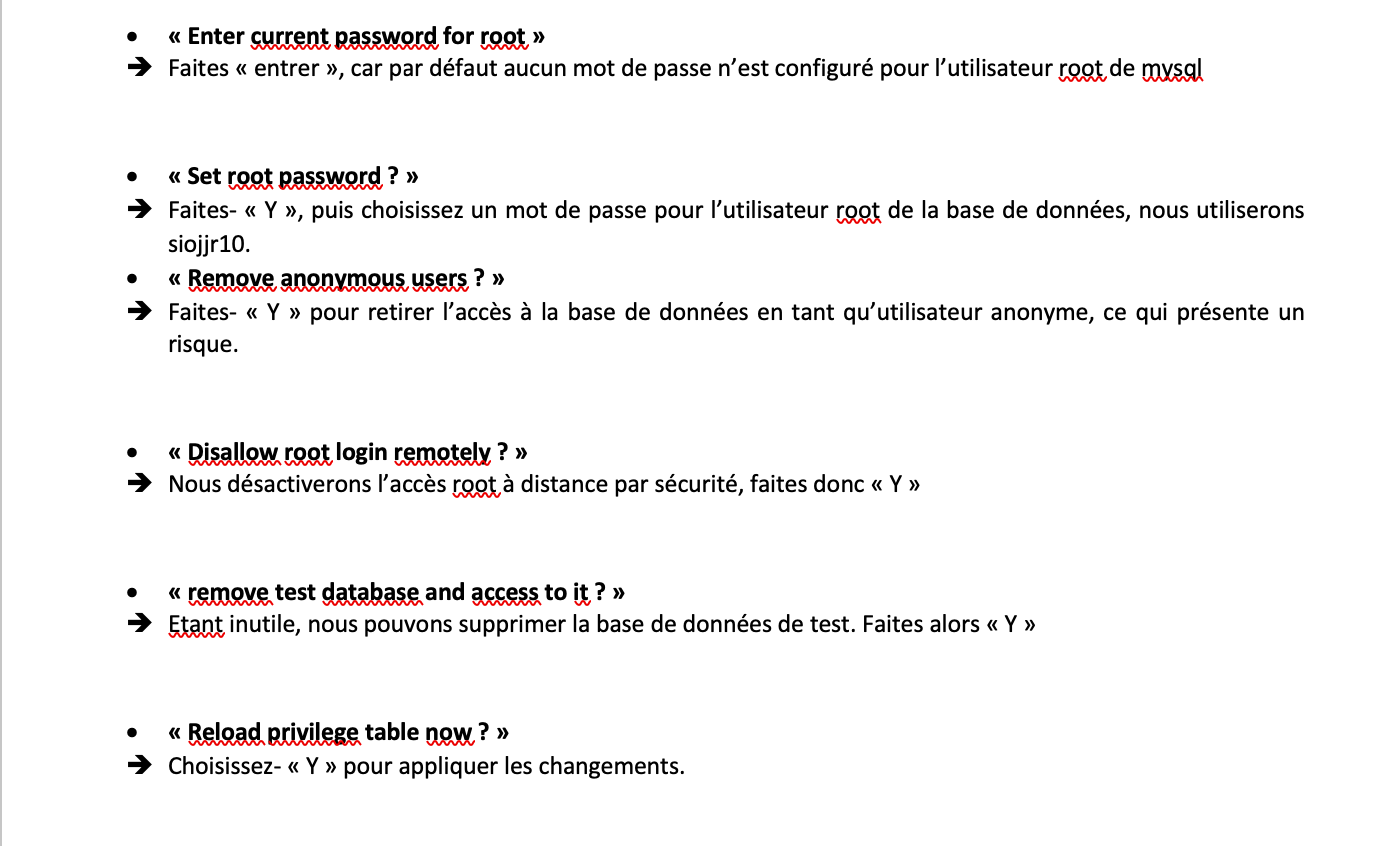 • « Enter current password for root »
➔ Faites « entrer », car par défaut aucun mot de passe n’est configuré pour l’utilisateur root de mysql
• « Set root password ? »
➔ Faites- « Y », puis choisissez un mot de passe pour l’utilisateur root de la base de données, nous utiliserons
siojjr10.
• « Remove anonymous users ? »
➔ Faites- « Y » pour retirer l’accès à la base de données en tant qu’utilisateur anonyme, ce qui présente un
risque.
• « Disallow root login remotely ? »
➔ Nous désactiverons l’accès root à distance par sécurité, faites donc « Y »
• « remove test database and access to it ? »
➔ Etant inutile, nous pouvons supprimer la base de données de test. Faites alors « Y »
• « Reload privilege table now ? »
➔ Choisissez- « Y » pour appliquer les changements.